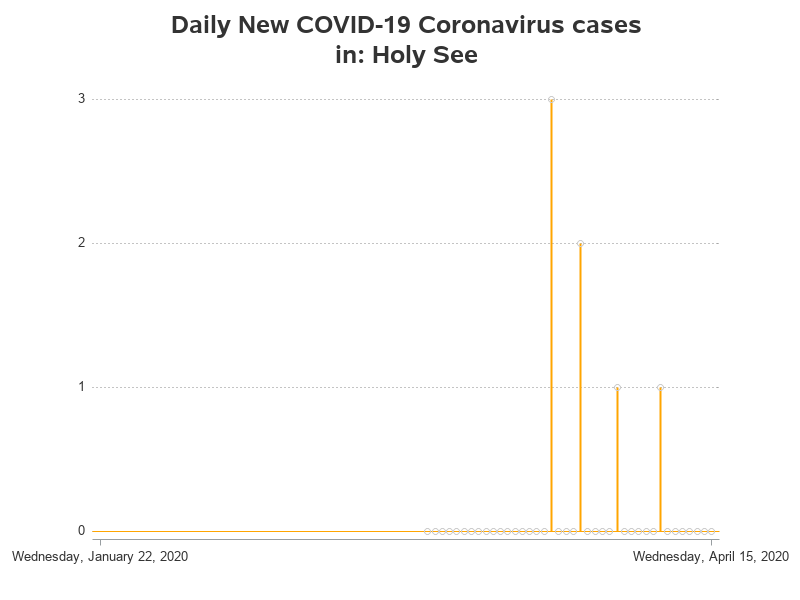 Daily New COVID-19 Coronavirus cases
in: Holy See
3
2
1
0
Wednesday, January 22, 2020
Wednesday, April 15, 2020